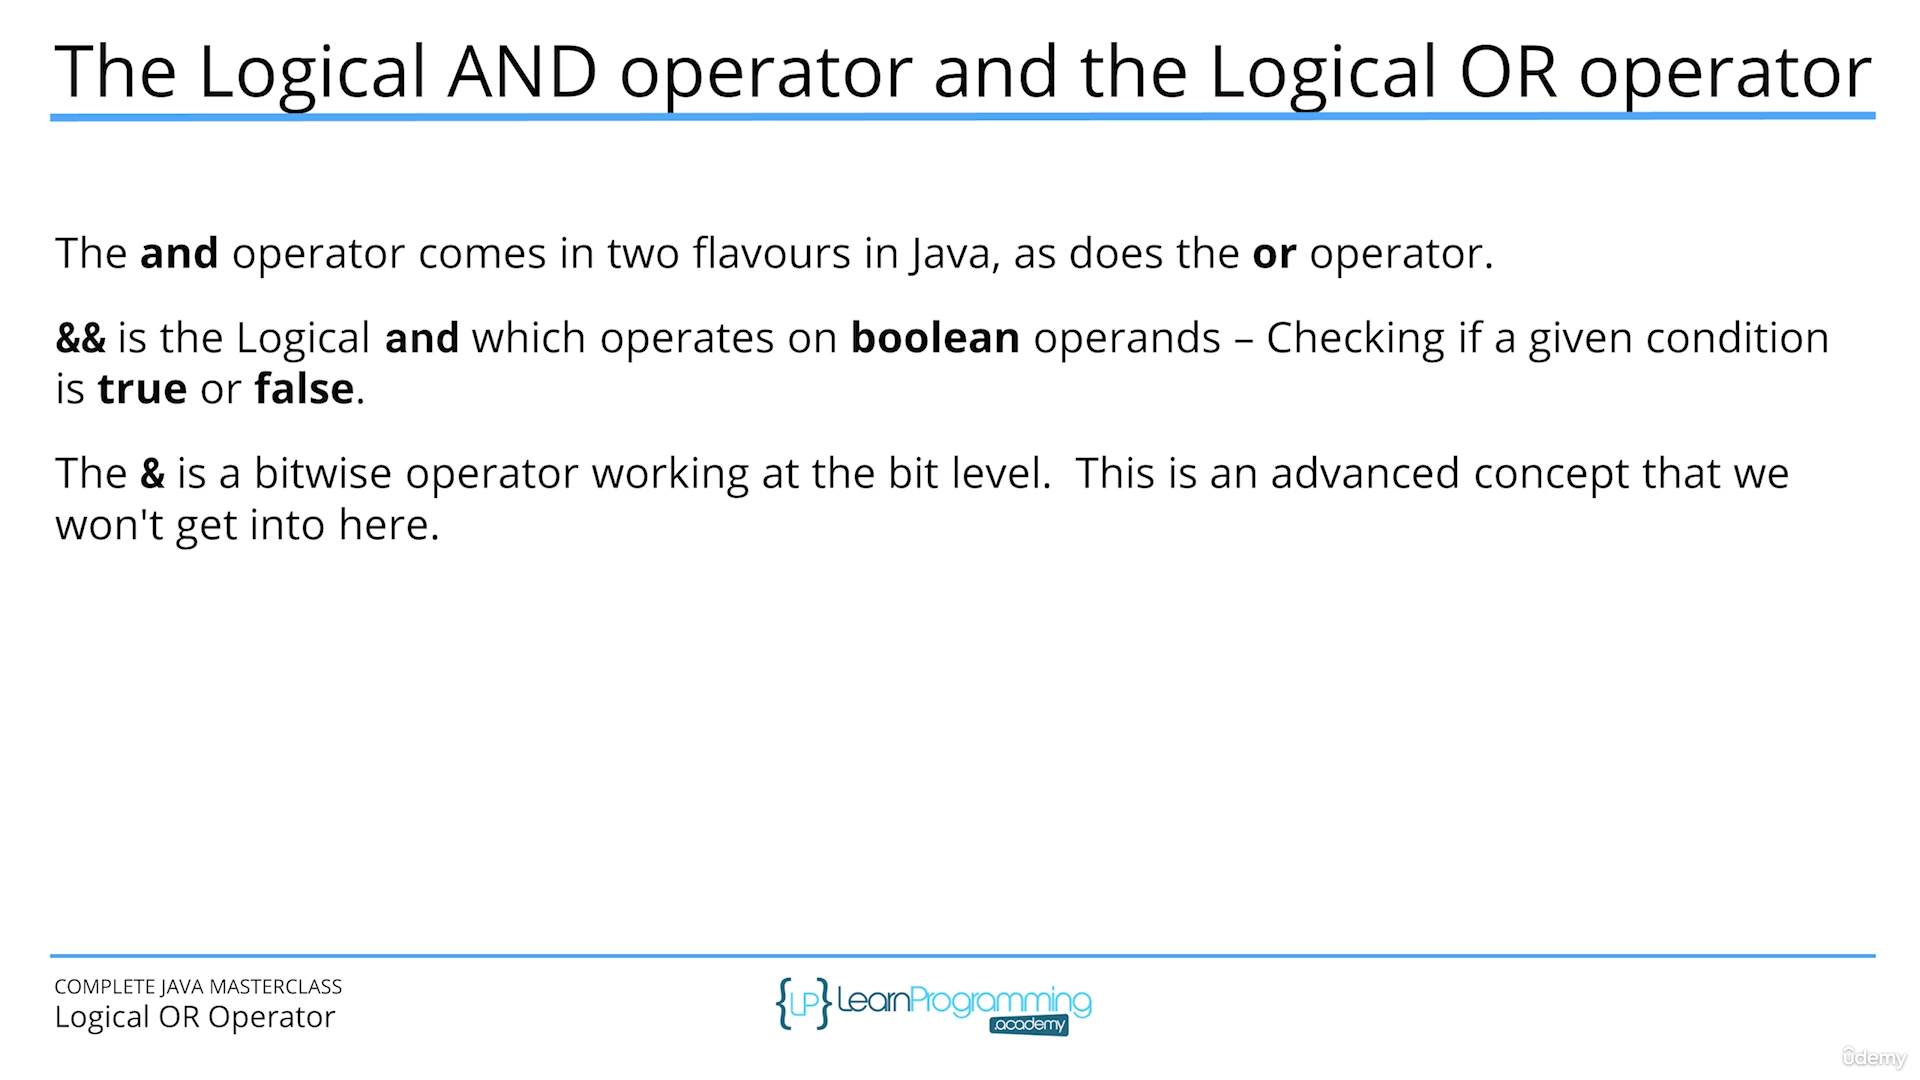 The Logical AND operator and the Logical OR operator
The and operator comes in two flavours in Java, as does the or operator.
&& is the Logical and which operates on boolean operands – Checking if a given condition
is true or false.
The & is a bitwise operator working at the bit level.  This is an advanced concept that we
won't get into here.
COMPLETE JAVA MASTERCLASS
Logical OR Operator
{LP} LearnProgramming
.academy
ûdemy